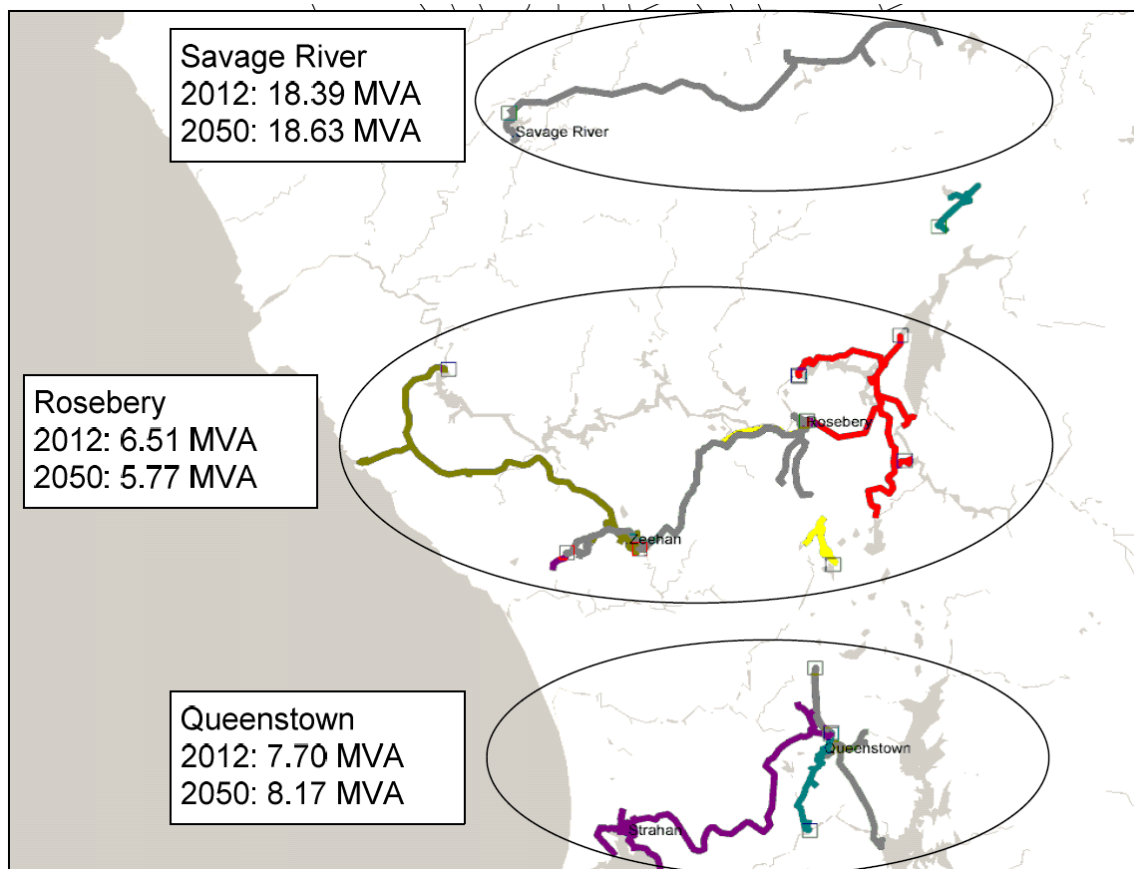 Savage River
2012: 18.39 MVA
2050: 18.63 MVA
Savage River
Rosebery
2012: 6.51 MVA
2050: 5.77 MVA
Rosebery
Zeehan
Queenstown
2012: 7.70 MVA
2050: 8.17 MVA
Queenstown
Strahan